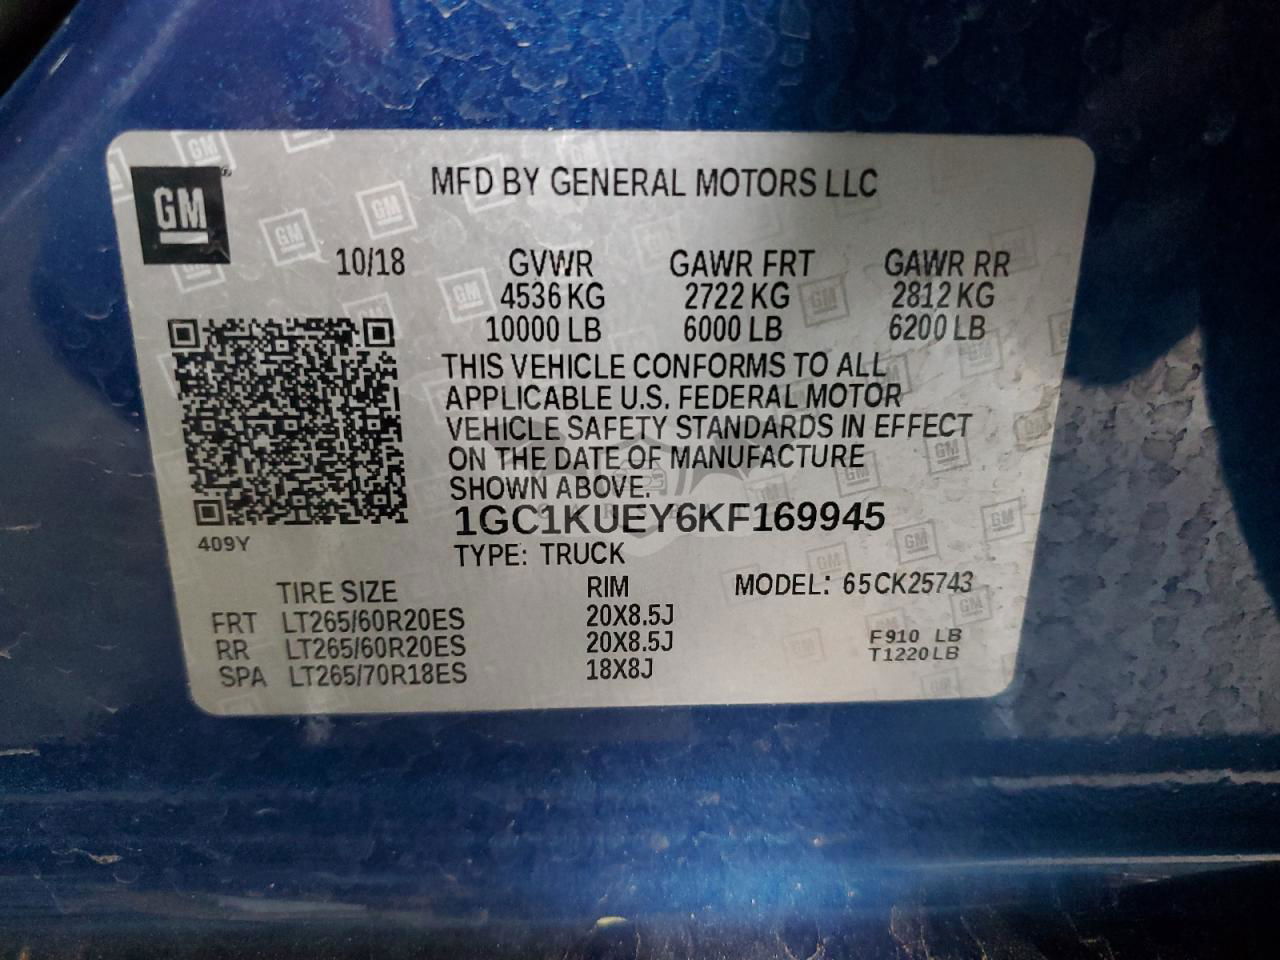 GM
MFD BY GENERAL MOTORS LLC
10/18 GVWR GAWR FRT GAWR RR
4536 KG 2722 KG 2812 KG
10000 LB 6000 LB 6200 LB
THIS VEHICLE CONFORMS TO ALL
APPLICABLE U.S. FEDERAL MOTOR
VEHICLE SAFETY STANDARDS IN EFFECT
ON THE DATE OF MANUFACTURE
SHOWN ABOVE.
1GC1KUEY6KF169945
409Y
TYPE: TRUCK
TIRE SIZE RIM MODEL: 65CK25743
FRT LT265/60R20ES 20X8.5J
RR LT265/60R20ES 20X8.5J
SPA LT265/70R18ES 18X8J
F910 LB
T1220LB